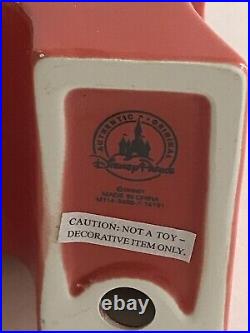 AUTHENTIC • ORIGINAL
Disney Parks
©DISNEY
MADE IN CHINA
CAUTION: NOT A TOY –
DECORATIVE ITEM ONLY.